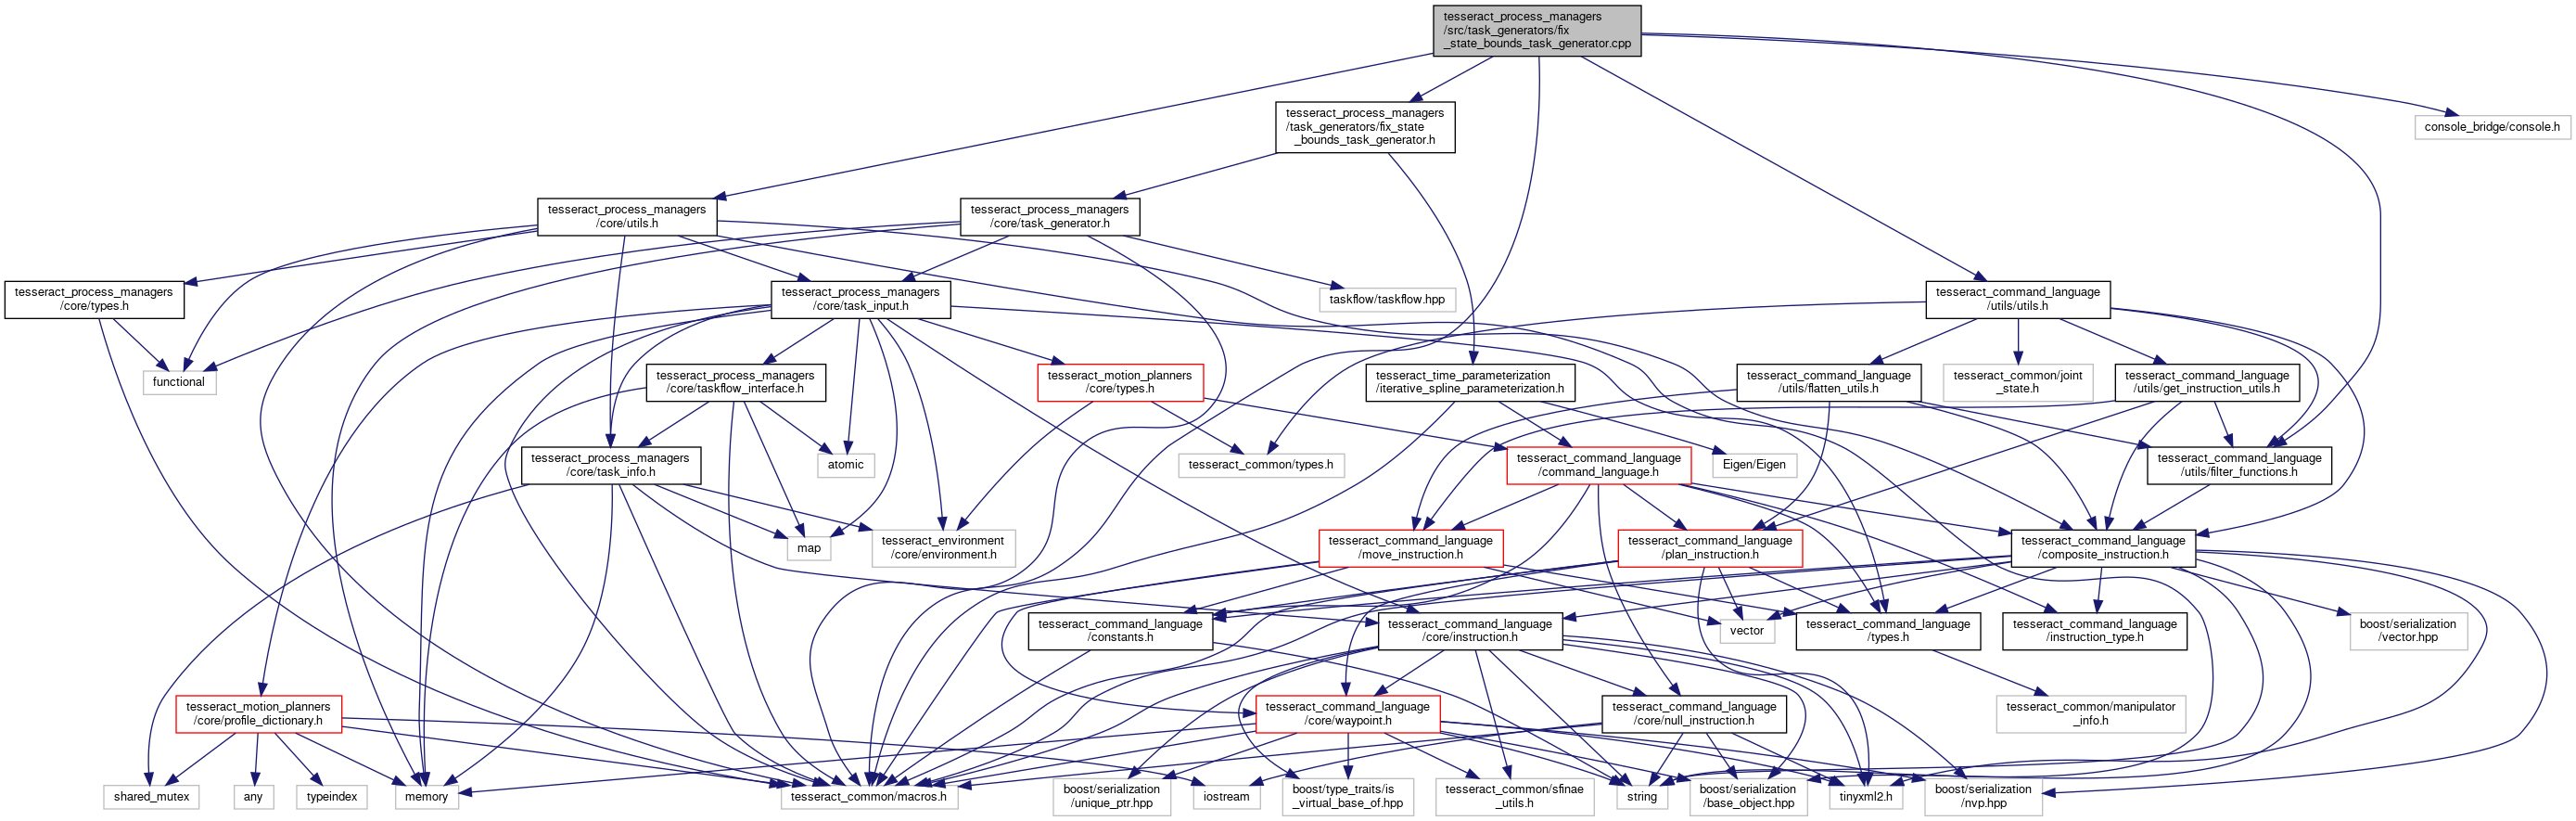 tesseract_process_managers
/src/task_generators/fix
_state_bounds_task_generator.cpp
tesseract_process_managers
/task_generators/fix_state
_bounds_task_generator.h
console_bridge/console.h
tesseract_process_managers
/core/utils.h
tesseract_process_managers
/core/task_generator.h
tesseract_process_managers
/core/types.h
tesseract_process_managers
/core/task_input.h
taskflow/taskflow.hpp
tesseract_command_language
/utils/utils.h
functional
tesseract_process_managers
/core/taskflow_interface.h
tesseract_motion_planners
/core/types.h
tesseract_time_parameterization
/iterative_spline_parameterization.h
tesseract_command_language
/utils/flatten_utils.h
tesseract_common/joint
_state.h
tesseract_command_language
/utils/get_instruction_utils.h
tesseract_process_managers
/core/task_info.h
atomic
tesseract_common/types.h
tesseract_command_language
/command_language.h
Eigen/Eigen
tesseract_command_language
/utils/filter_functions.h
map
tesseract_environment
/core/environment.h
tesseract_command_language
/move_instruction.h
tesseract_command_language
/plan_instruction.h
tesseract_command_language
/composite_instruction.h
tesseract_command_language
/constants.h
tesseract_command_language
/core/instruction.h
vector
tesseract_command_language
/types.h
tesseract_command_language
/instruction_type.h
boost/serialization
/vector.hpp
tesseract_motion_planners
/core/profile_dictionary.h
tesseract_command_language
/core/waypoint.h
tesseract_command_language
/core/null_instruction.h
tesseract_common/manipulator
_info.h
shared_mutex
any
typeindex
memory
tesseract_common/macros.h
boost/serialization
/unique_ptr.hpp
iostream
boost/type_traits/is
_virtual_base_of.hpp
tesseract_common/sfinae
_utils.h
string
boost/serialization
/base_object.hpp
tinyxml2.h
boost/serialization
/nvp.hpp